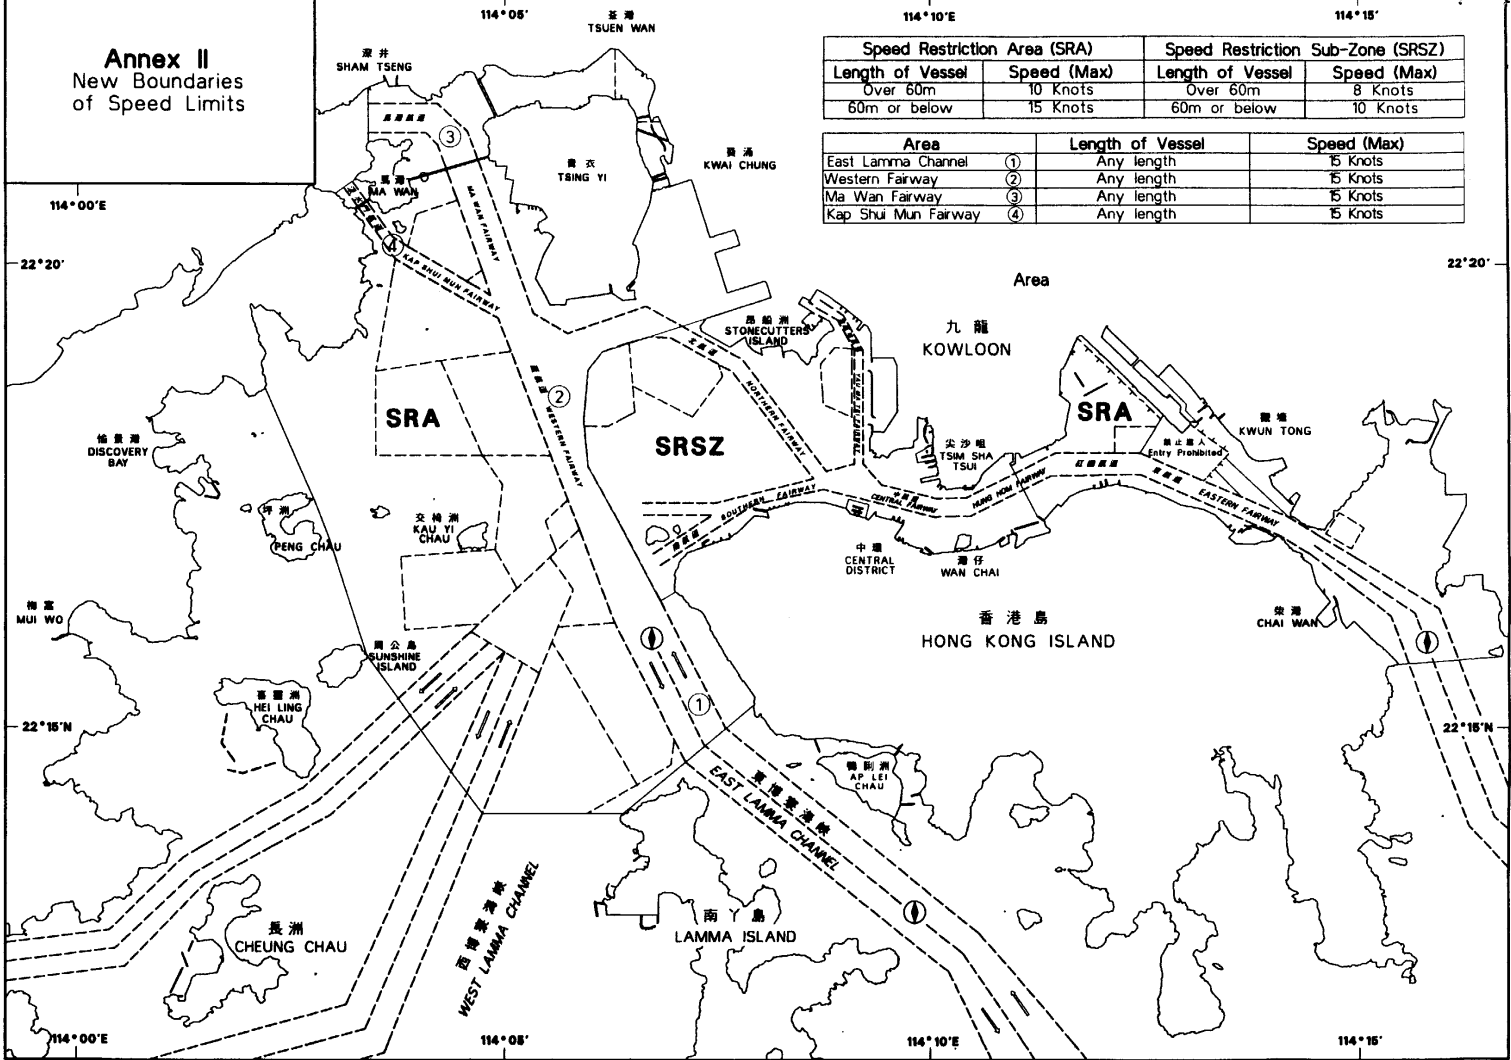 Annex II
New Boundaries
of Speed Limits
114°05'
114°10'E
114°15'
荃灣
TSUEN WAN
深井
SHAM TSENG
Speed Restriction Area (SRA)
Speed Restriction Sub-Zone (SRSZ)
Length of Vessel
Speed (Max)
Length of Vessel
Speed (Max)
Over 60m
10 Knots
Over 60m
8 Knots
60m or below
15 Knots
60m or below
10 Knots
Area
Length of Vessel
Speed (Max)
East Lamma Channel ①
Any length
15 Knots
Western Fairway ②
Any length
15 Knots
Ma Wan Fairway ③
Any length
15 Knots
Kap Shui Mun Fairway ④
Any length
15 Knots
③
葵涌
KWAI CHUNG
青衣
TSING YI
馬灣
MA WAN
MA WAN FAIRWAY
114°00'E
④
KAP SHUI MUN FAIRWAY
22°20'
22°20'
Area
九龍
KOWLOON
昂船洲
STONECUTTERS
ISLAND
北航道
NORTHERN FAIRWAY
②
WESTERN FAIRWAY
SRA
SRSZ
SRA
觀塘
KWUN TONG
禁止進入
Entry Prohibited
尖沙咀
TSIM SHA
TSUI
愉景灣
DISCOVERY
BAY
SOUTHERN FAIRWAY
CENTRAL FAIRWAY
HUNG HOM FAIRWAY
EASTERN FAIRWAY
坪洲
PENG CHAU
交椅洲
KAU YI
CHAU
中環
CENTRAL
DISTRICT
灣仔
WAN CHAI
梅窩
MUI WO
香港島
HONG KONG ISLAND
柴灣
CHAI WAN
周公島
SUNSHINE
ISLAND
喜靈洲
HEI LING
CHAU
①
22°15'N
22°15'N
鴨脷洲
AP LEI
CHAU
東博寮海峽
EAST LAMMA CHANNEL
西博寮海峽
WEST LAMMA CHANNEL
長洲
CHEUNG CHAU
南丫島
LAMMA ISLAND
114°00'E
114°05'
114°10'E
114°15'